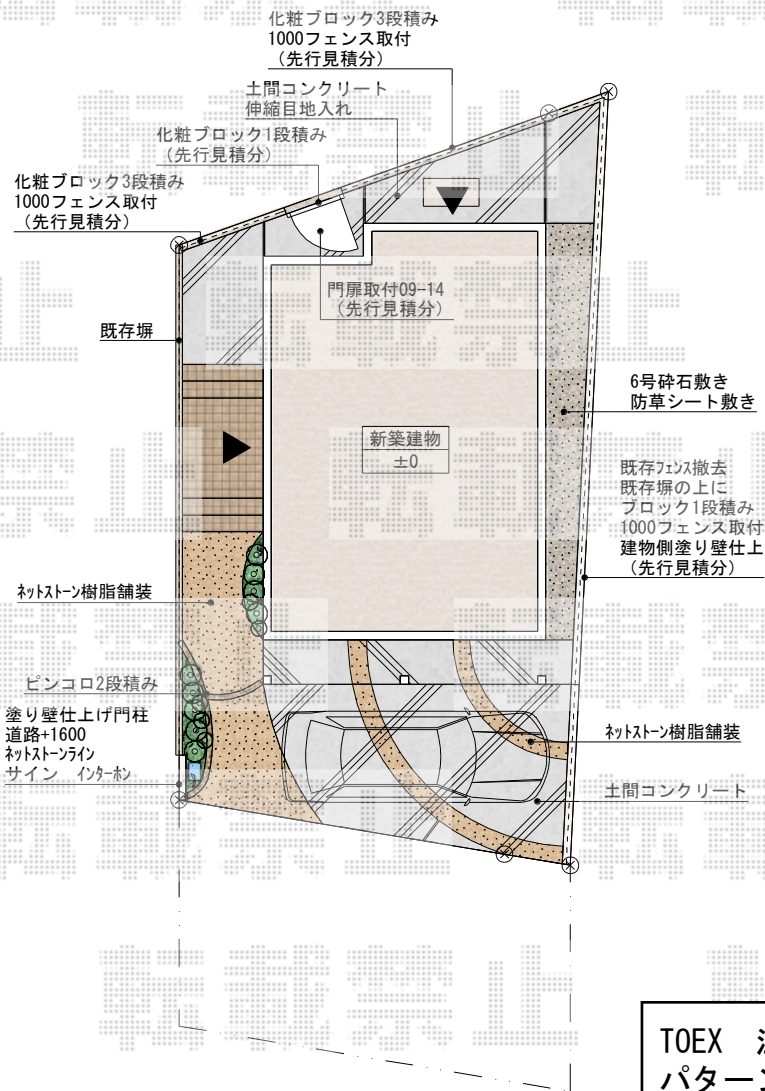 化粧ブロック3段積み
1000フェンス取付
（先行見積分）
土間コンクリート
伸縮目地入れ
化粧ブロック1段積み
（先行見積分）
化粧ブロック3段積み
1000フェンス取付
（先行見積分）
門扉取付09-14
（先行見積分）
既存塀
6号砕石敷き
防草シート敷き
新築建物
±0
既存フェンス撤去
既存塀の上に
ブロック1段積み
1000フェンス取付
建物側塗り壁仕上
（先行見積分）
ネットストーン樹脂舗装
ピンコロ2段積み
塗り壁仕上げ門柱
道路+1600
ネットストーンライン
サイン　インターホン
ネットストーン樹脂舗装
土間コンクリート
TOEX
パターン
転載禁止